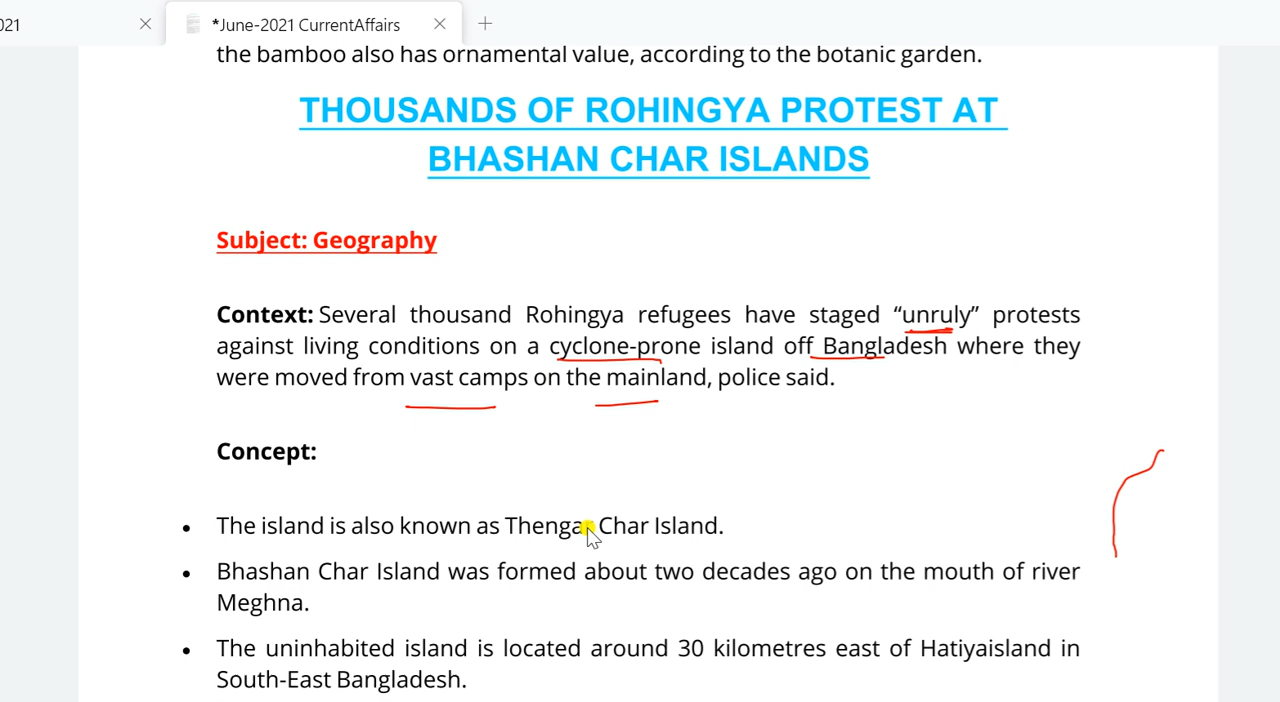 021
*June-2021 CurrentAffairs
the bamboo also has ornamental value, according to the botanic garden.
THOUSANDS OF ROHINGYA PROTEST AT
BHASHAN CHAR ISLANDS
Subject: Geography
Context: Several thousand Rohingya refugees have staged “unruly” protests
against living conditions on a cyclone-prone island off Bangladesh where they
were moved from vast camps on the mainland, police said.
Concept:
• The island is also known as Thengar Char Island.
• Bhashan Char Island was formed about two decades ago on the mouth of river
Meghna.
• The uninhabited island is located around 30 kilometres east of Hatiyaisland in
South-East Bangladesh.